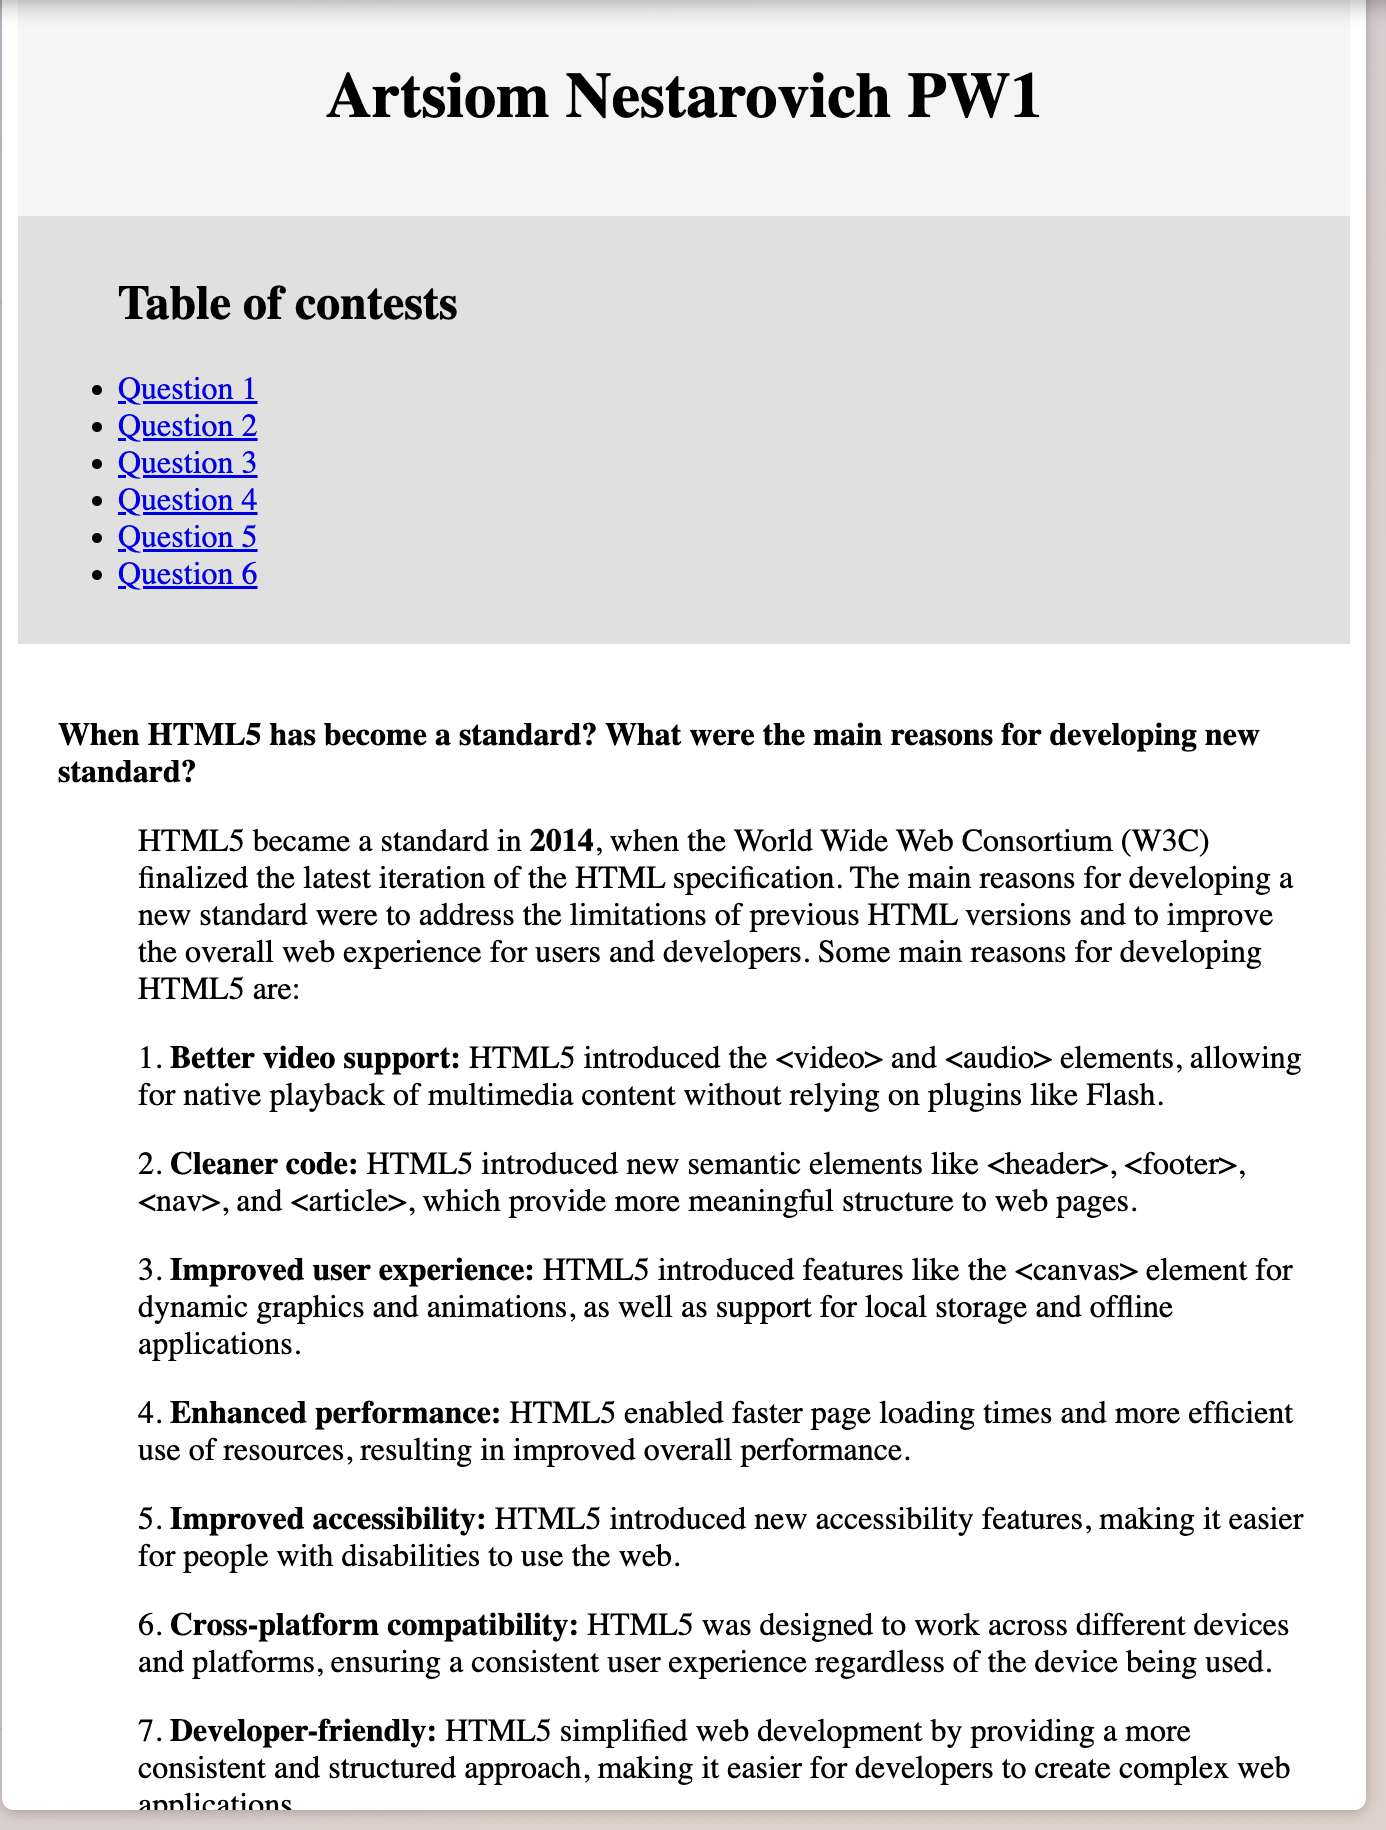 Artsiom Nestarovich PW1
Table of contests
• Question 1
• Question 2
• Question 3
• Question 4
• Question 5
• Question 6
When HTML5 has become a standard? What were the main reasons for developing new
standard?
HTML5 became a standard in 2014, when the World Wide Web Consortium (W3C)
finalized the latest iteration of the HTML specification. The main reasons for developing a
new standard were to address the limitations of previous HTML versions and to improve
the overall web experience for users and developers. Some main reasons for developing
HTML5 are:
1. Better video support: HTML5 introduced the <video> and <audio> elements, allowing
for native playback of multimedia content without relying on plugins like Flash.
2. Cleaner code: HTML5 introduced new semantic elements like <header>, <footer>,
<nav>, and <article>, which provide more meaningful structure to web pages.
3. Improved user experience: HTML5 introduced features like the <canvas> element for
dynamic graphics and animations, as well as support for local storage and offline
applications.
4. Enhanced performance: HTML5 enabled faster page loading times and more efficient
use of resources, resulting in improved overall performance.
5. Improved accessibility: HTML5 introduced new accessibility features, making it easier
for people with disabilities to use the web.
6. Cross-platform compatibility: HTML5 was designed to work across different devices
and platforms, ensuring a consistent user experience regardless of the device being used.
7. Developer-friendly: HTML5 simplified web development by providing a more
consistent and structured approach, making it easier for developers to create complex web
applications.